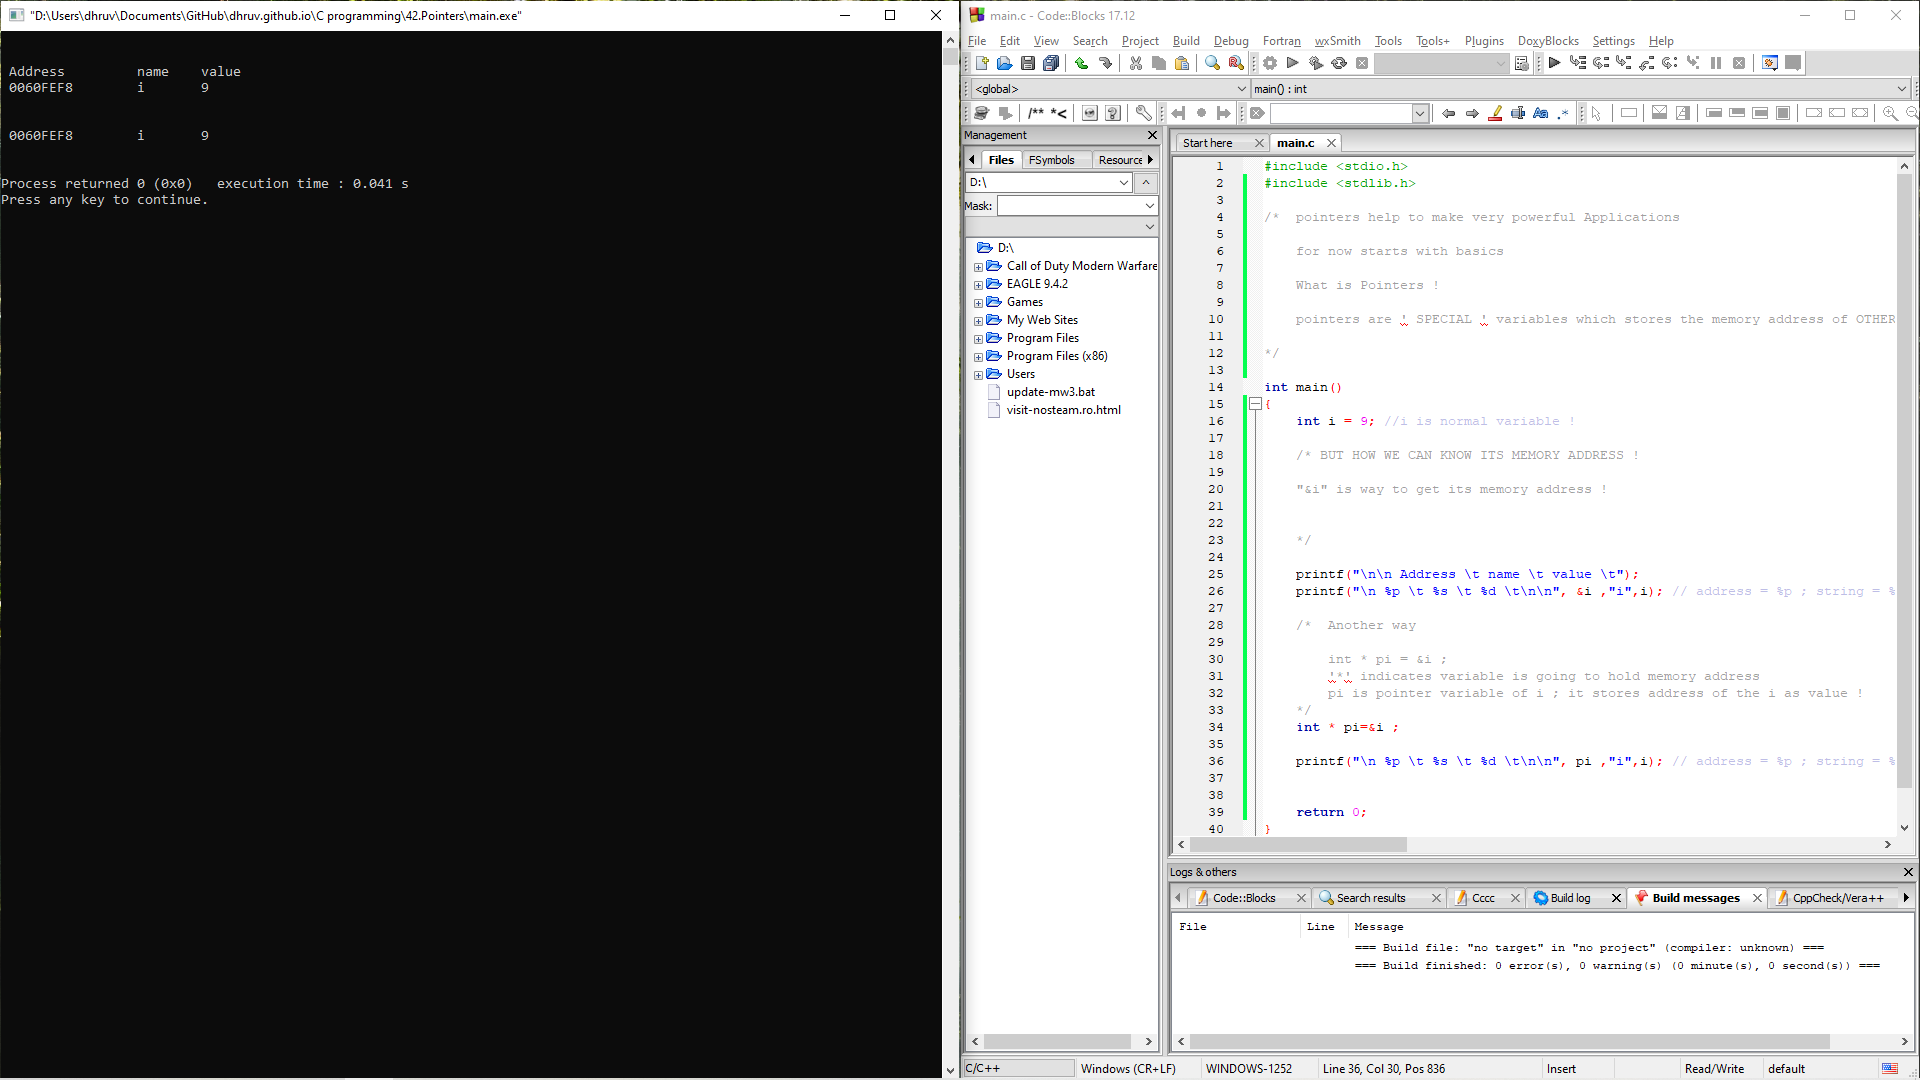 "D:\Users\dhruv\Documents\GitHub\dhruv.github.io\C programming\42.Pointers\main.exe"
Address name value
0060FEF8 i 9
0060FEF8 i 9
Process returned 0 (0x0) execution time : 0.041 s
Press any key to continue.
main.c - Code::Blocks 17.12
File Edit View Search Project Build Debug Fortran wxSmith Tools Tools+ Plugins DoxyBlocks Settings Help
<global> main() : int
/** *<
Aa .*
Management
Files FSymbols Resource
D:\
Mask:
D:\
Call of Duty Modern Warfare
EAGLE 9.4.2
Games
My Web Sites
Program Files
Program Files (x86)
Users
update-mw3.bat
visit-nosteam.ro.html
Start here main.c
1 #include <stdio.h>
2 #include <stdlib.h>
3
4 /* pointers help to make very powerful Applications
5
6 for now starts with basics
7
8 What is Pointers !
9
10 pointers are ' SPECIAL ' variables which stores the memory address of OTHER
11
12 */
13
14 int main()
15 {
16 int i = 9; //i is normal variable !
17
18 /* BUT HOW WE CAN KNOW ITS MEMORY ADDRESS !
19
20 "&i" is way to get its memory address !
21
22
23 */
24
25 printf("\n\n Address \t name \t value \t");
26 printf("\n %p \t %s \t %d \t\n\n", &i ,"i",i); // address = %p ; string = %
27
28 /* Another way
29
30 int * pi = &i ;
31 '*' indicates variable is going to hold memory address
32 pi is pointer variable of i ; it stores address of the i as value !
33 */
34 int * pi=&i ;
35
36 printf("\n %p \t %s \t %d \t\n\n", pi ,"i",i); // address = %p ; string = %
37
38
39 return 0;
40 }
Logs & others
Code::Blocks Search results Cccc Build log Build messages CppCheck/Vera++
File Line Message
=== Build file: "no target" in "no project" (compiler: unknown) ===
=== Build finished: 0 error(s), 0 warning(s) (0 minute(s), 0 second(s)) ===
C/C++ Windows (CR+LF) WINDOWS-1252 Line 36, Col 30, Pos 836 Insert Read/Write default